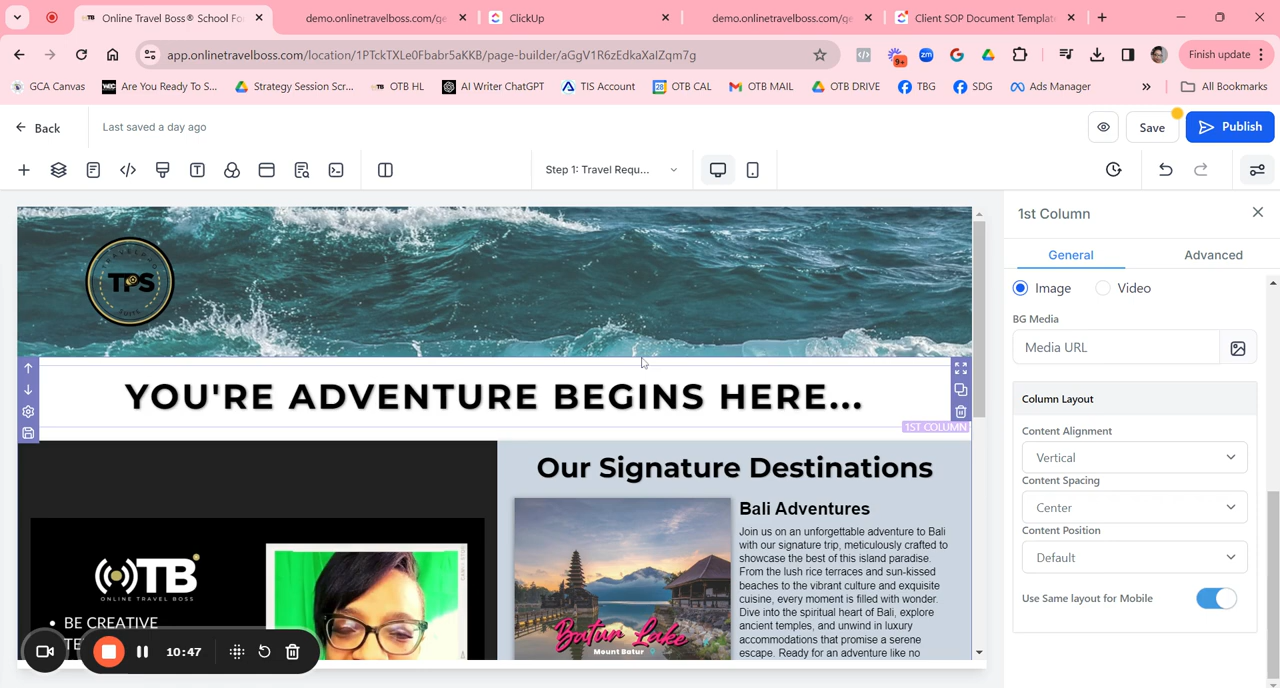 Online Travel Boss® School For
demo.onlinetravelboss.com/qe
ClickUp
demo.onlinetravelboss.com/qe
Client SOP Document Template
app.onlinetravelboss.com/location/1PTckTXLe0Fbabr5aKKB/page-builder/aGgV1R6zEdkaXaIZqm7g
9+
zm
Finish update
GCA Canvas
Are You Ready To S...
Strategy Session Scr...
OTB HL
AI Writer ChatGPT
TIS Account
OTB CAL
OTB MAIL
OTB DRIVE
TBG
SDG
Ads Manager
All Bookmarks
Back
Last saved a day ago
Save
Publish
Step 1: Travel Requ...
1st Column
General
Advanced
Image
Video
BG Media
Media URL
Column Layout
Content Alignment
Vertical
Content Spacing
Center
Content Position
Default
Use Same layout for Mobile
TPS
YOU'RE ADVENTURE BEGINS HERE...
1ST COLUMN
OTB
ONLINE TRAVEL BOSS
• BE CREATIVE
Our Signature Destinations
Batur Lake
Mount Batur
Bali Adventures
Join us on an unforgettable adventure to Bali
with our signature trip, meticulously crafted to
showcase the best of this island paradise.
From the lush rice terraces and sun-kissed
beaches to the vibrant culture and exquisite
cuisine, every moment is filled with wonder.
Dive into the spiritual heart of Bali, explore
ancient temples, and unwind in luxury
accommodations that promise a serene
escape. Ready for an adventure like no
10:47